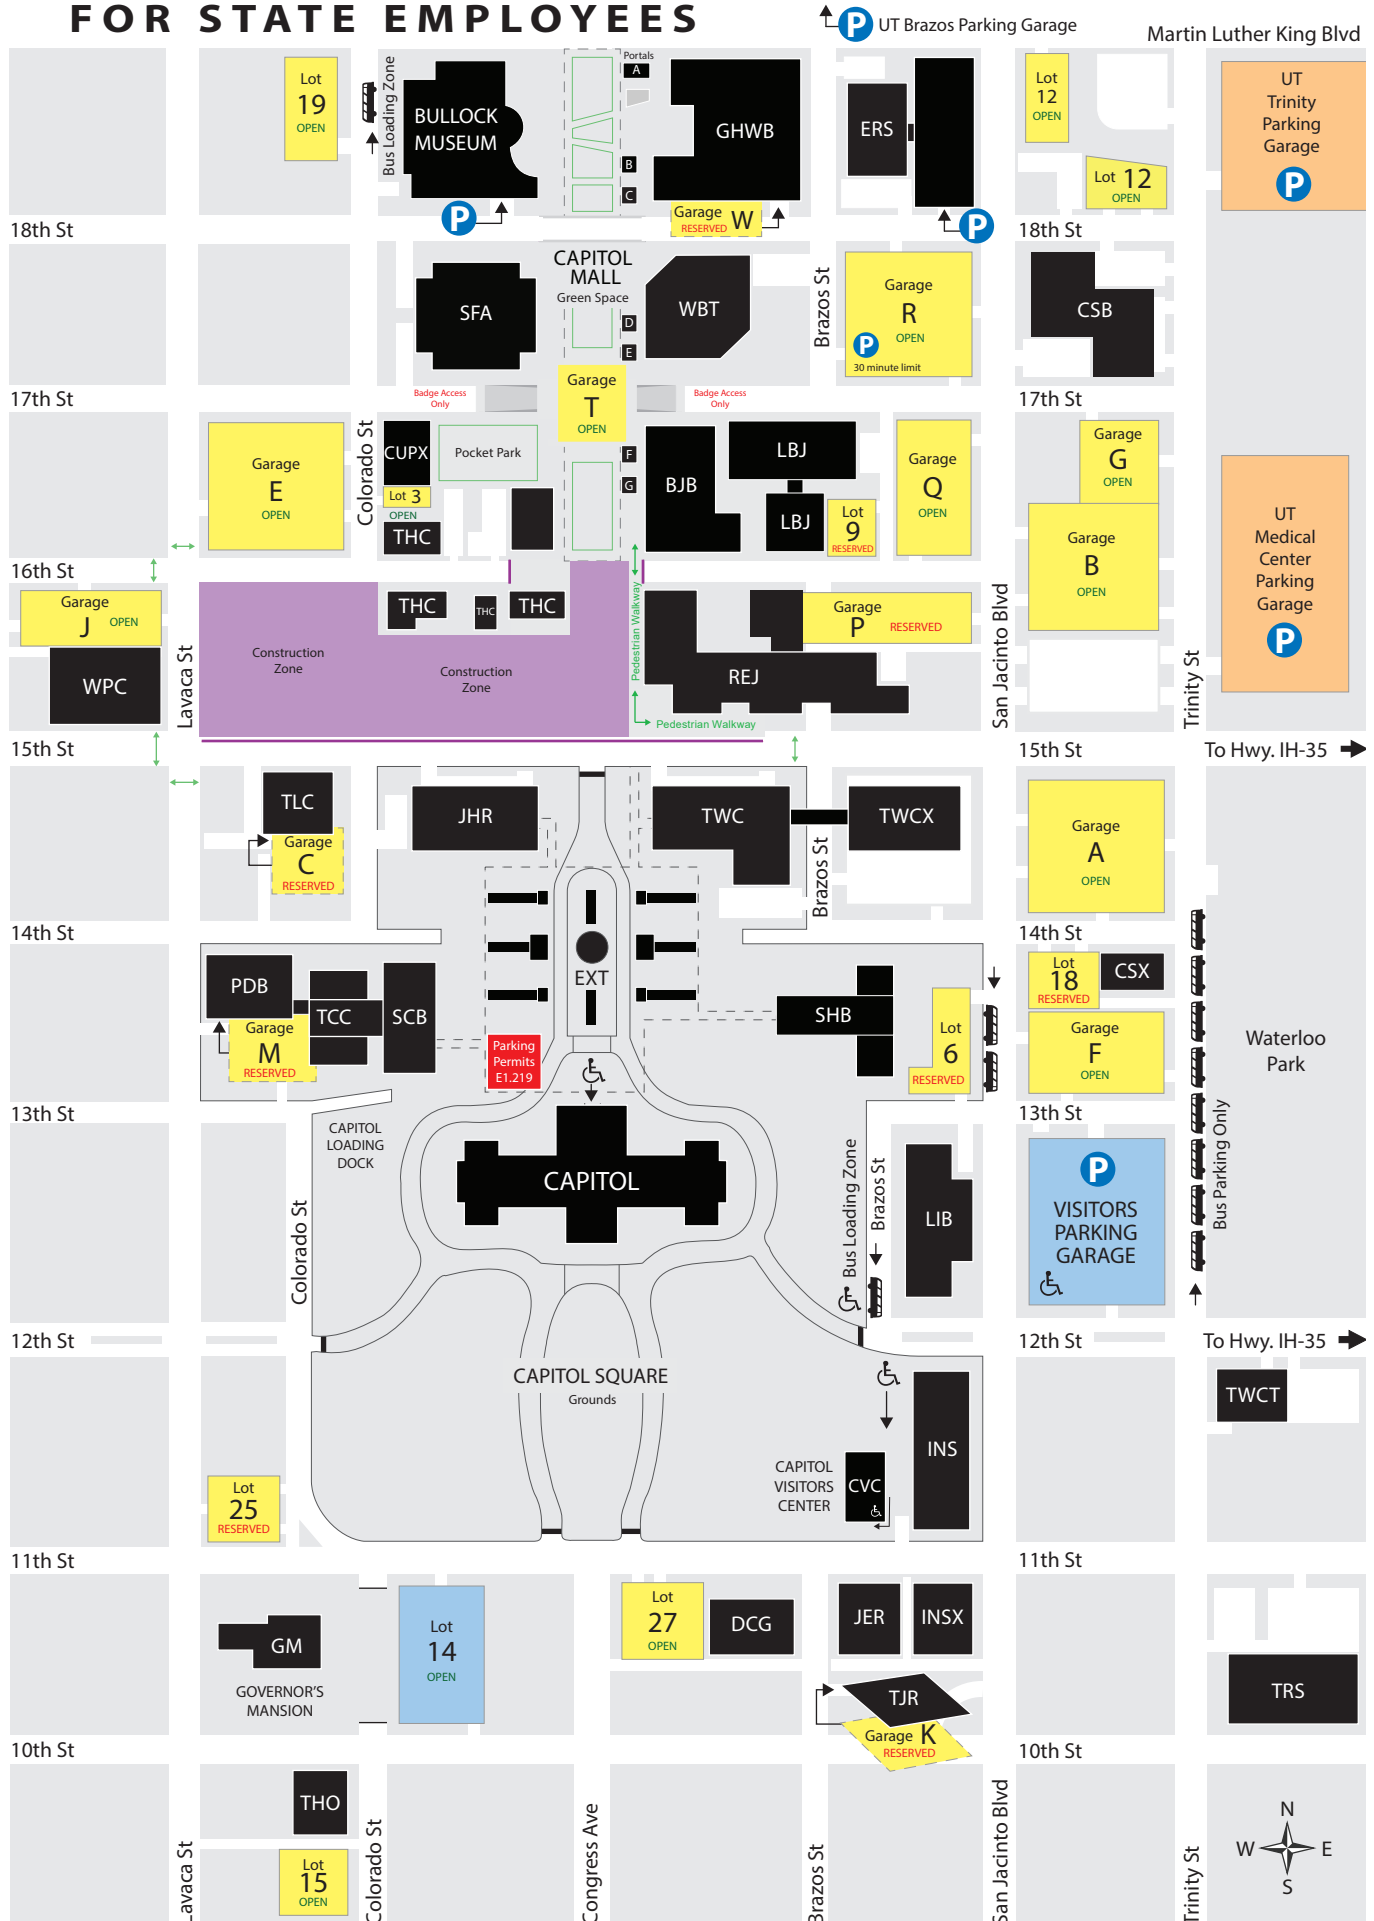 FOR STATE EMPLOYEES
P UT Brazos Parking Garage
Martin Luther King Blvd
Lot
19
OPEN
Bus Loading Zone
BULLOCK
MUSEUM
P
Portals
A
B
C
GHWB
Garage W
RESERVED
ERS
P
Lot
12
OPEN
Lot 12
OPEN
UT
Trinity
Parking
Garage
P
18th St
18th St
SFA
CAPITOL
MALL
Green Space
D
E
WBT
Brazos St
Garage
R
OPEN
P
30 minute limit
CSB
17th St
Badge Access
Only
Garage
T
OPEN
Badge Access
Only
17th St
Garage
E
OPEN
Colorado St
CUPX
Pocket Park
Lot 3
OPEN
THC
F
G
BJB
LBJ
LBJ
Lot
9
RESERVED
Garage
Q
OPEN
Garage
G
OPEN
Garage
B
OPEN
UT
Medical
Center
Parking
Garage
P
16th St
Garage
J OPEN
WPC
Lavaca St
THC
THC
THC
Construction
Zone
Construction
Zone
Pedestrian Walkway
Pedestrian Walkway
Garage
P RESERVED
REJ
San Jacinto Blvd
Trinity St
15th St
15th St
To Hwy. IH-35
TLC
Garage
C
RESERVED
JHR
TWC
Brazos St
TWCX
Garage
A
OPEN
14th St
14th St
PDB
TCC
SCB
Garage
M
RESERVED
EXT
Parking
Permits
E1.219
SHB
Lot
6
RESERVED
Lot
18
RESERVED
CSX
Garage
F
OPEN
Waterloo
Park
13th St
13th St
CAPITOL
LOADING
DOCK
Colorado St
CAPITOL
Bus Loading Zone
Brazos St
LIB
P
VISITORS
PARKING
GARAGE
Bus Parking Only
12th St
12th St
To Hwy. IH-35
CAPITOL SQUARE
Grounds
TWCT
INS
CAPITOL
VISITORS
CENTER
CVC
Lot
25
RESERVED
11th St
11th St
GM
GOVERNOR'S
MANSION
Lot
14
OPEN
Lot
27
OPEN
DCG
JER
INSX
TJR
Garage K
RESERVED
TRS
10th St
10th St
THO
Lot
15
OPEN
Lavaca St
Colorado St
Congress Ave
Brazos St
San Jacinto Blvd
Trinity St
N
W E
S